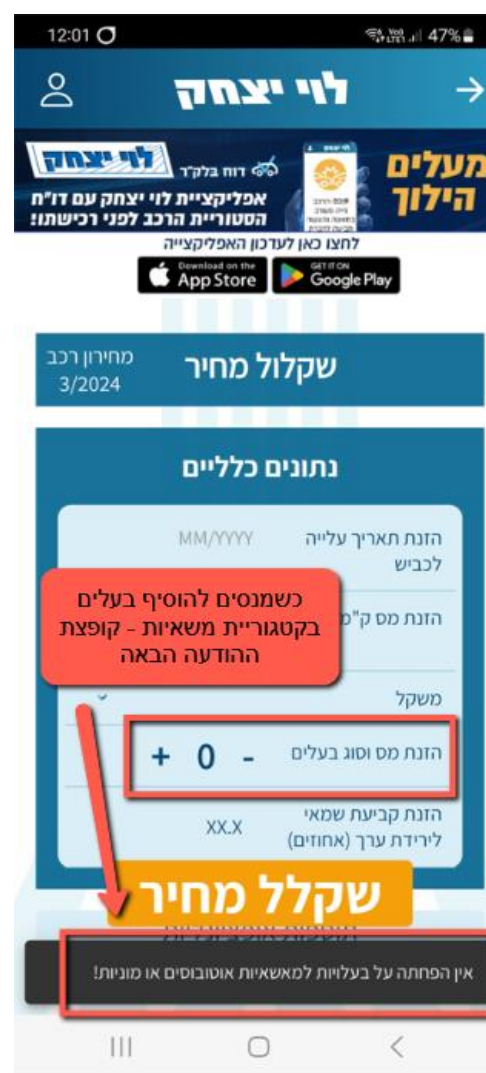 12:01
47%
לוי יצחק
מעלים
הילוך
לוי יצחק
דוח בלק״ר
אפליקציית לוי יצחק עם דו״ח
הסטוריית הרכב לפני רכישתו!
לחצו כאן לעדכון האפליקצייה
Download on the
App Store
GET IT ON
Google Play
שקלול מחיר
מחירון רכב
3/2024
נתונים כלליים
הזנת תאריך עלייה
לכביש
MM/YYYY
הזנת מס ק"מ
כשמנסים להוסיף בעלים
בקטגוריית משאיות - קופצת
ההודעה הבאה
משקל
הזנת מס וסוג בעלים
- 0 +
הזנת קביעת שמאי
לירידת ערך (אחוזים)
XX.X
שקלל מחיר
אין הפחתה על בעלויות למאשאיות אוטובוסים או מוניות!